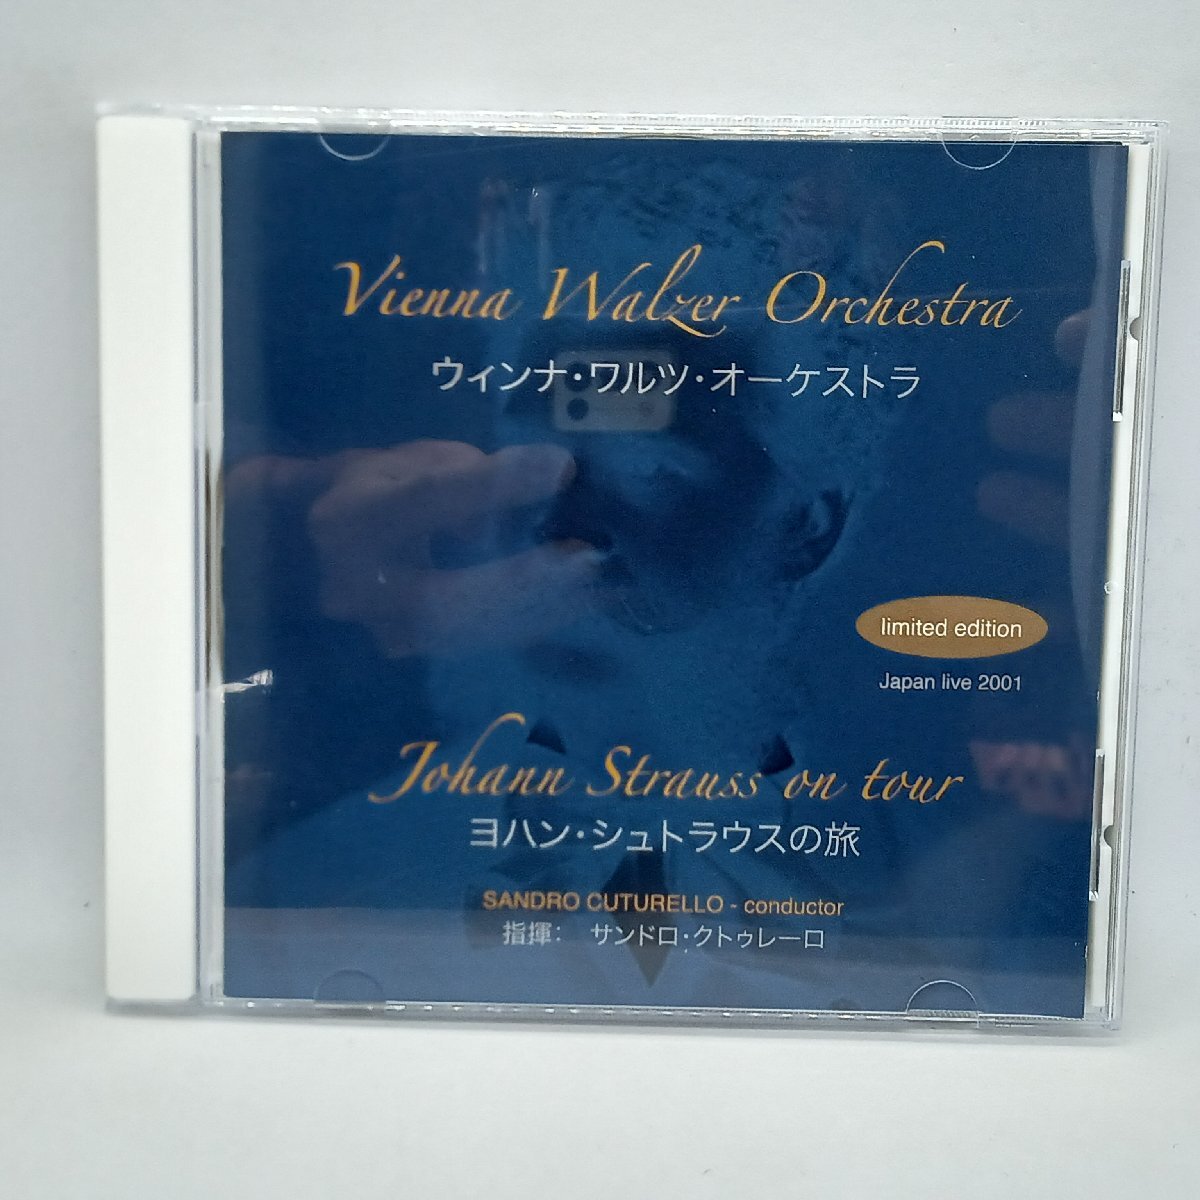 Vienna Walzer Orchestra
ウィンナ・ワルツ・オーケストラ
limited edition
Japan live 2001
Johann Strauss on tour
ヨハン・シュトラウスの旅
SANDRO CUTURELLO - conductor
指揮： サンドロ・クトゥレーロ